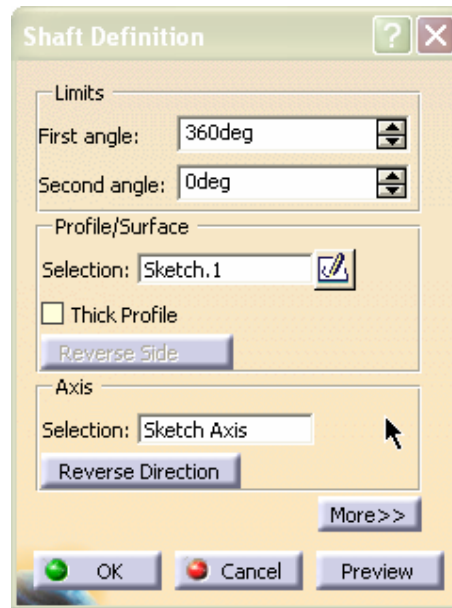 Shaft Definition
?
Limits
First angle: 360deg
Second angle: 0deg
Profile/Surface
Selection: Sketch.1
Thick Profile
Reverse Side
Axis
Selection: Sketch Axis
Reverse Direction
More>>
OK Cancel Preview